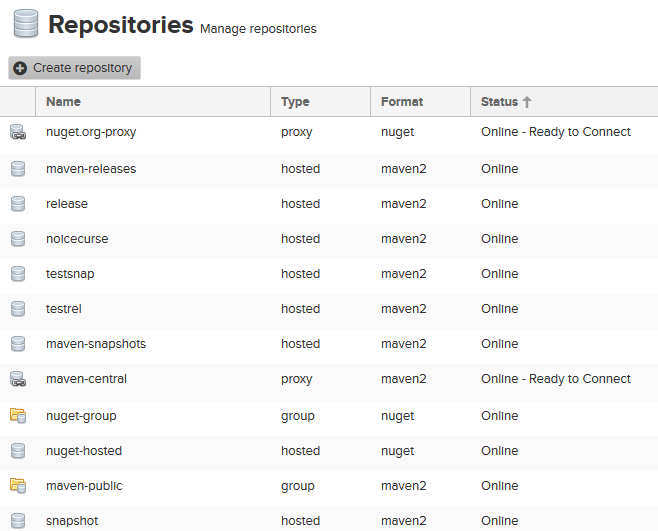 Repositories Manage repositories
Create repository
Name Type Format Status
nuget.org-proxy proxy nuget Online - Ready to Connect
maven-releases hosted maven2 Online
release hosted maven2 Online
noicecurse hosted maven2 Online
testsnap hosted maven2 Online
testrel hosted maven2 Online
maven-snapshots hosted maven2 Online
maven-central proxy maven2 Online - Ready to Connect
nuget-group group nuget Online
nuget-hosted hosted nuget Online
maven-public group maven2 Online
snapshot hosted maven2 Online